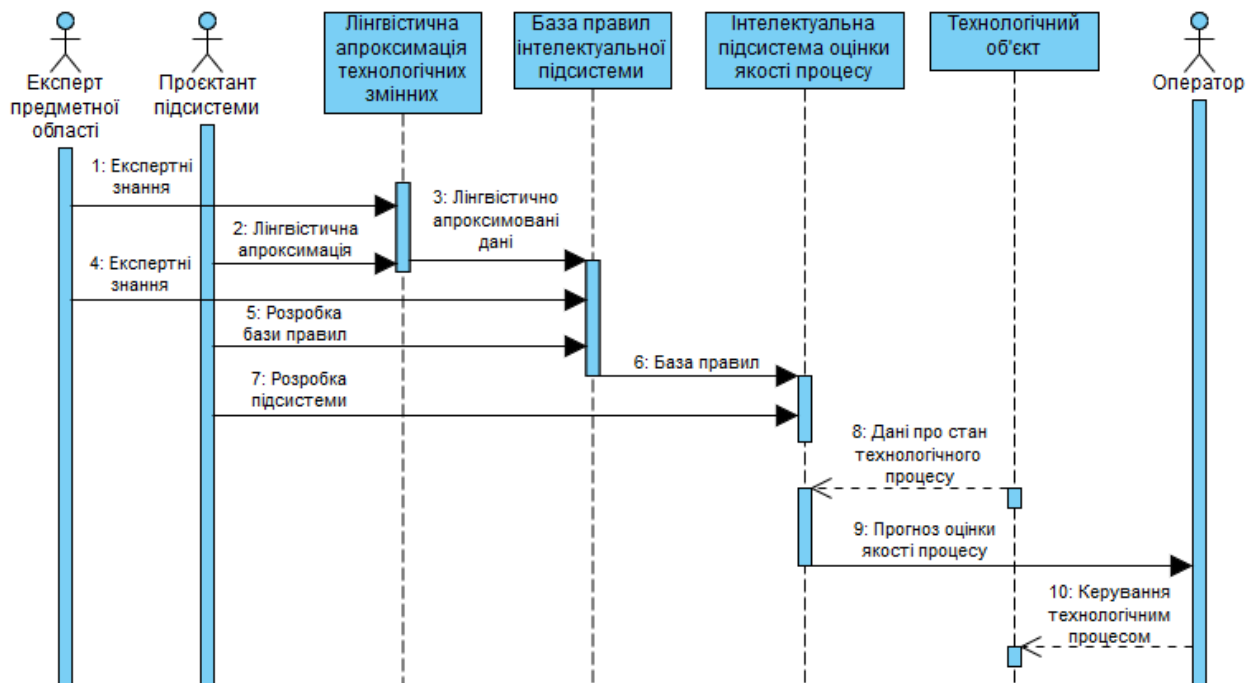 Експерт
предметної
області
Проєктант
підсистеми
Лінгвістична
апроксимація
технологічних
змінних
База правил
інтелектуальної
підсистеми
Інтелектуальна
підсистема оцінки
якості процесу
Технологічний
об'єкт
Оператор
1: Експертні
знання
2: Лінгвістична
апроксимація
3: Лінгвістично
апроксимовані
дані
4: Експертні
знання
5: Розробка
бази правил
6: База правил
7: Розробка
підсистеми
8: Дані про стан
технологічного
процесу
9: Прогноз оцінки
якості процесу
10: Керування
технологічним
процесом